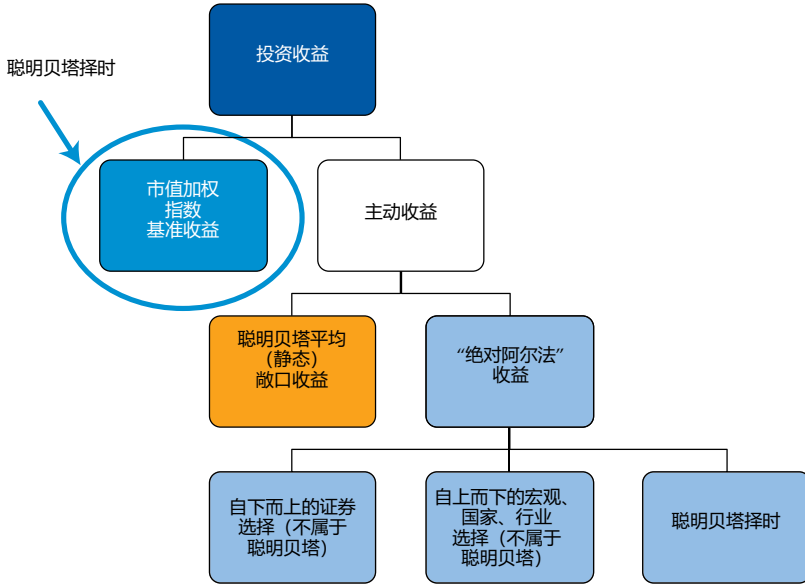 投资收益
聪明贝塔择时
市值加权
指数
基准收益
主动收益
聪明贝塔平均
（静态）
敞口收益
“绝对阿尔法”
收益
自下而上的证券
选择（不属于
聪明贝塔）
自上而下的宏观、
国家、行业
选择（不属于
聪明贝塔）
聪明贝塔择时